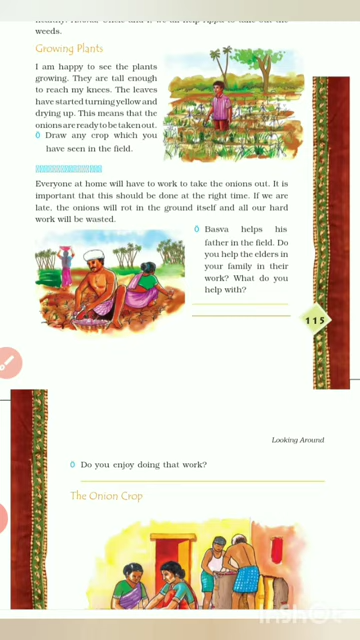 weeds.
Growing Plants
I am happy to see the plants
growing. They are tall enough
to reach my knees. The leaves
have started turning yellow and
drying up. This means that the
onions are ready to be taken out.
Draw any crop which you
have seen in the field.
Everyone at home will have to work to take the onions out. It is
important that this should be done at the right time. If we are
late, the onions will rot in the ground itself and all our hard
work will be wasted.
Basva helps his
father in the field. Do
you help the elders in
your family in their
work? What do you
help with?
115
Looking Around
Do you enjoy doing that work?
The Onion Crop